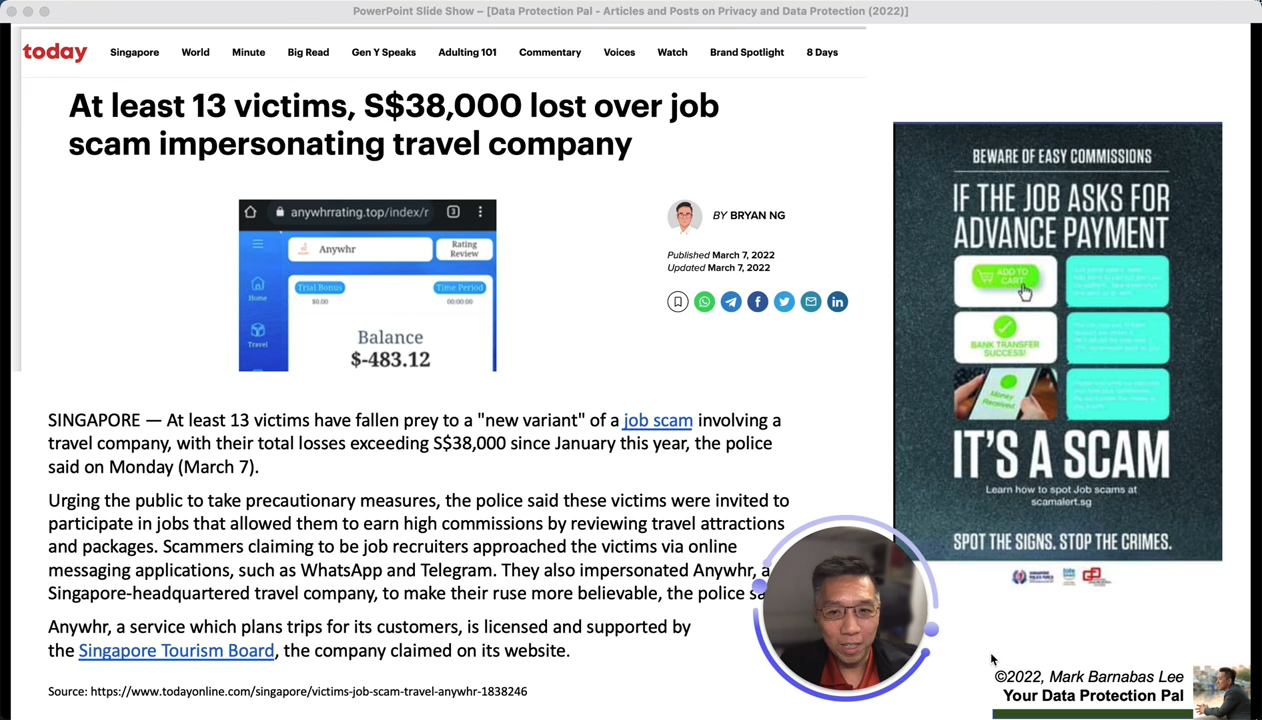 PowerPoint Slide Show – [Data Protection Pal - Articles and Posts on Privacy and Data Protection (2022)]
today Singapore World Minute Big Read Gen Y Speaks Adulting 101 Commentary Voices Watch Brand Spotlight 8 Days
At least 13 victims, S$38,000 lost over job
scam impersonating travel company
anywhrrating.top/index/r 3
Anywhr
Rating
Review
Home
Travel
Trial Bonus
$0.00
Time Period
00:00:00
Balance
$-483.12
BY BRYAN NG
Published March 7, 2022
Updated March 7, 2022
SINGAPORE — At least 13 victims have fallen prey to a "new variant" of a job scam involving a
travel company, with their total losses exceeding S$38,000 since January this year, the police
said on Monday (March 7).
Urging the public to take precautionary measures, the police said these victims were invited to
participate in jobs that allowed them to earn high commissions by reviewing travel attractions
and packages. Scammers claiming to be job recruiters approached the victims via online
messaging applications, such as WhatsApp and Telegram. They also impersonated Anywhr, a
Singapore-headquartered travel company, to make their ruse more believable, the police
Anywhr, a service which plans trips for its customers, is licensed and supported by
the Singapore Tourism Board, the company claimed on its website.
Source: https://www.todayonline.com/singapore/victims-job-scam-travel-anywhr-1838246
BEWARE OF EASY COMMISSIONS
IF THE JOB ASKS FOR
ADVANCE PAYMENT
ADD TO
CART
BANK TRANSFER
SUCCESS!
Money
Received
IT'S A SCAM
Learn how to spot Job scams at
scamalert.sg
SPOT THE SIGNS. STOP THE CRIMES.
©2022, Mark Barnabas Lee
Your Data Protection Pal